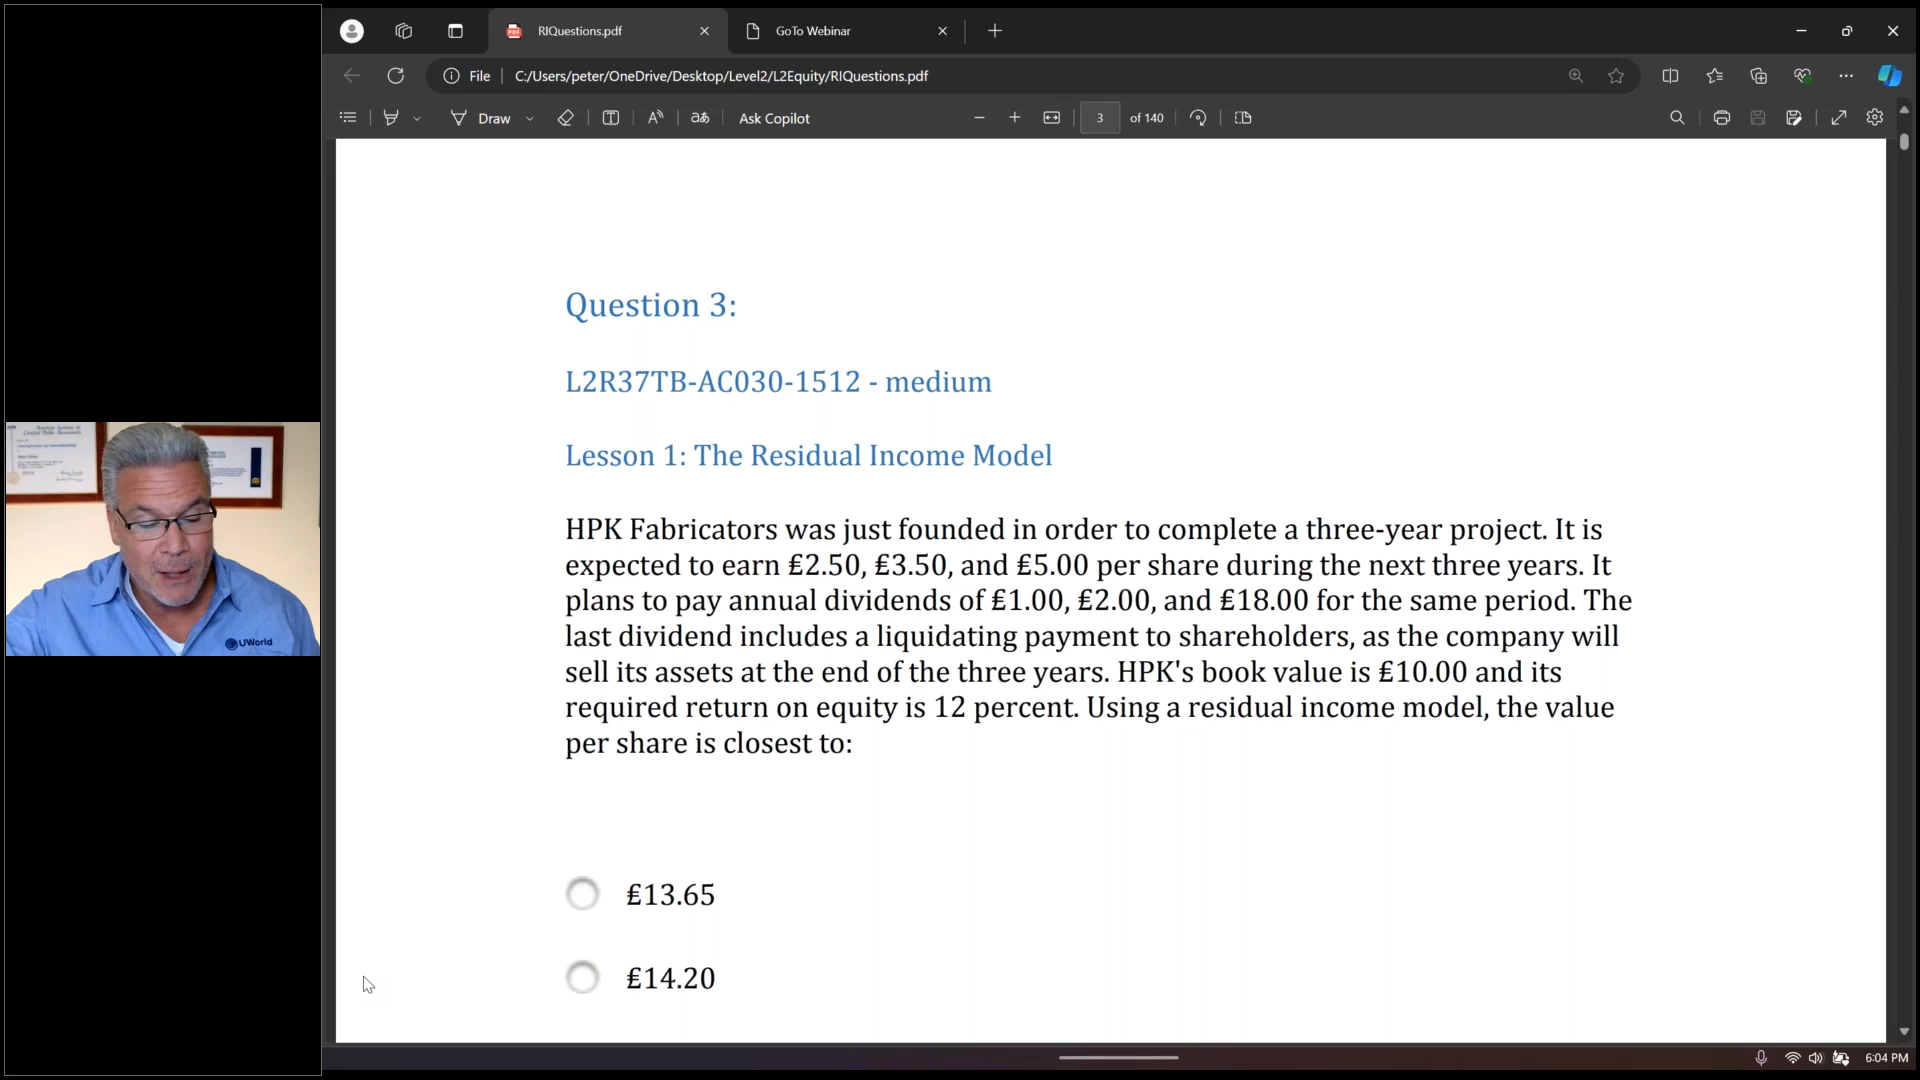 RIQuestions.pdf
GoTo Webinar
File
C:/Users/peter/OneDrive/Desktop/Level2/L2Equity/RIQuestions.pdf
Draw
aあ
Ask Copilot
3
of 140
Question 3:
L2R37TB-AC030-1512 - medium
Lesson 1: The Residual Income Model
HPK Fabricators was just founded in order to complete a three-year project. It is
expected to earn ₤2.50, ₤3.50, and ₤5.00 per share during the next three years. It
plans to pay annual dividends of ₤1.00, ₤2.00, and ₤18.00 for the same period. The
last dividend includes a liquidating payment to shareholders, as the company will
sell its assets at the end of the three years. HPK's book value is ₤10.00 and its
required return on equity is 12 percent. Using a residual income model, the value
per share is closest to:
₤13.65
₤14.20
UWorld
6:04 PM